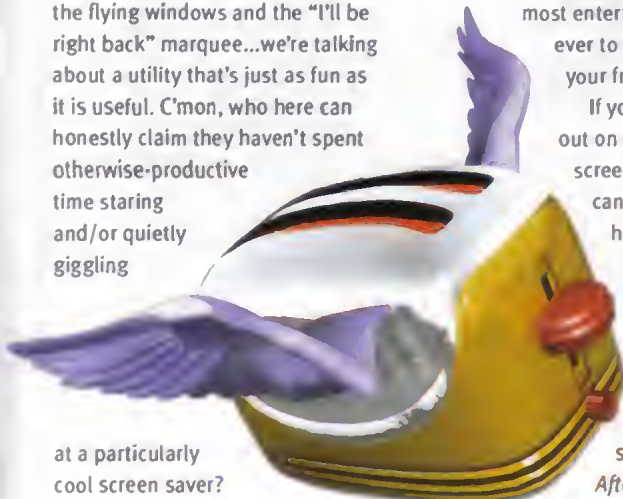 the flying windows and the “I’ll be
right back” marquee...we’re talking
about a utility that’s just as fun as
it is useful. C’mon, who here can
honestly claim they haven’t spent
otherwise-productive
time staring
and/or quietly
giggling
at a particularly
cool screen saver?
most enter
ever to
your fr
If yo
out on
scree
can
h
s
Afte